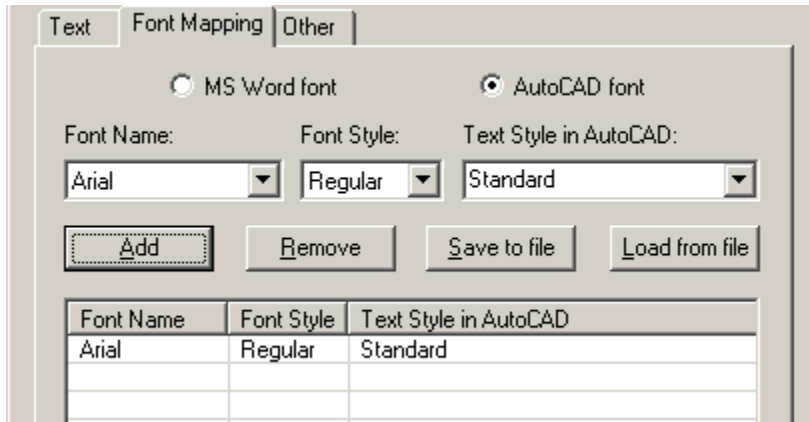 Text Font Mapping Other
MS Word font AutoCAD font
Font Name: Font Style: Text Style in AutoCAD:
Arial Regular Standard
Add Remove Save to file Load from file
Font Name Font Style Text Style in AutoCAD
Arial Regular Standard